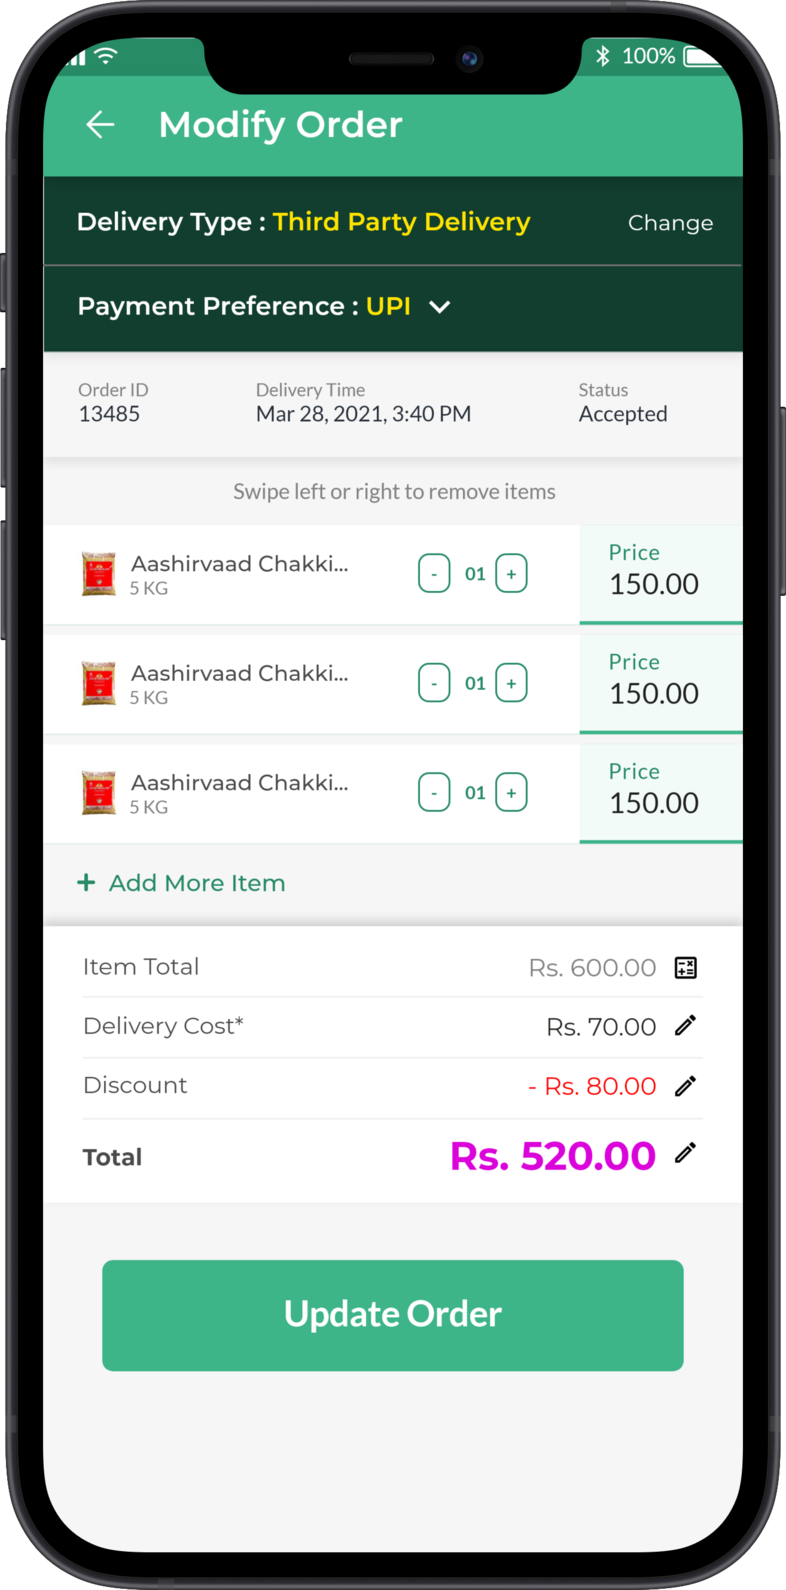 100%
Modify Order
Delivery Type : Third Party Delivery Change
Payment Preference : UPI
Order ID Delivery Time Status
13485 Mar 28, 2021, 3:40 PM Accepted
Swipe left or right to remove items
Aashirvaad Chakki... - 01 + Price
5 KG 150.00
Aashirvaad Chakki... - 01 + Price
5 KG 150.00
Aashirvaad Chakki... - 01 + Price
5 KG 150.00
+ Add More Item
Item Total Rs. 600.00
Delivery Cost* Rs. 70.00
Discount - Rs. 80.00
Total Rs. 520.00
Update Order